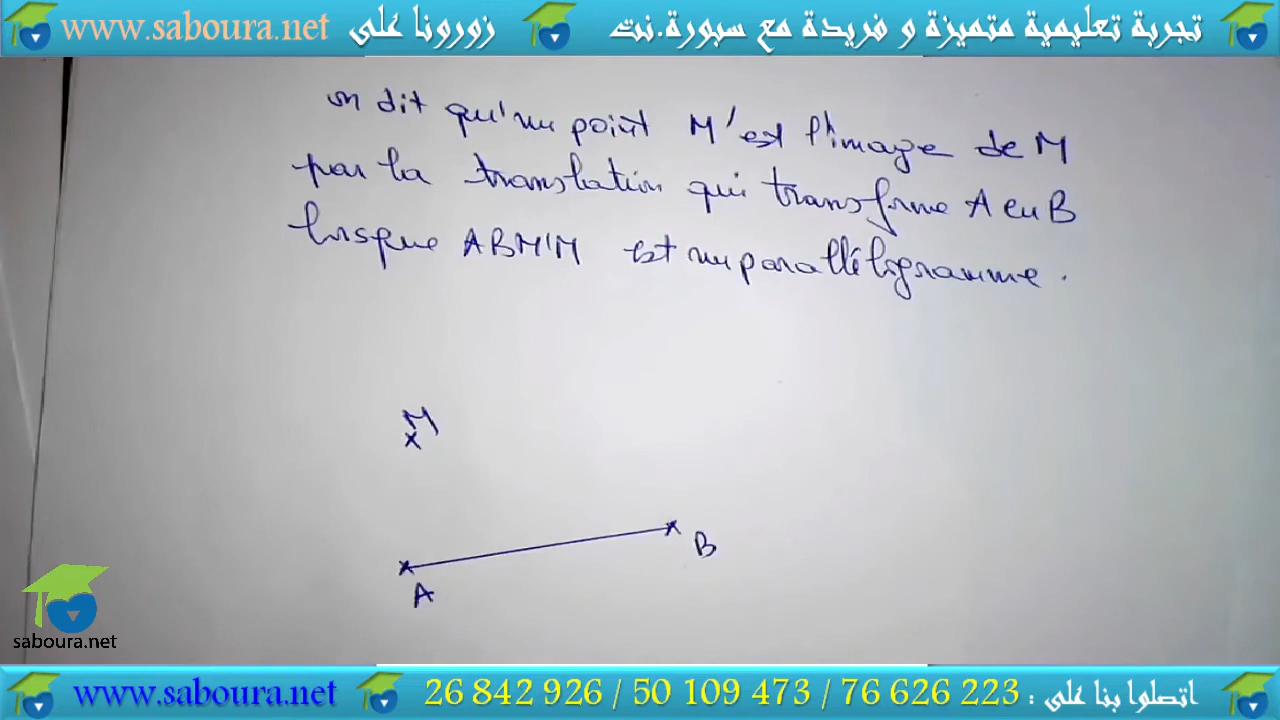 www.saboura.net زورونا على تجربة تعليمية متميزة و فريدة مع سبورة.نت
on dit qu'un point M' est l'image de M
par la translation qui transforme A en B
lorsque ABM'M est un parallélogramme.
M
B
A
saboura.net
www.saboura.net 26 842 926 / 50 109 473 / 76 626 223 : اتصلوا بنا على